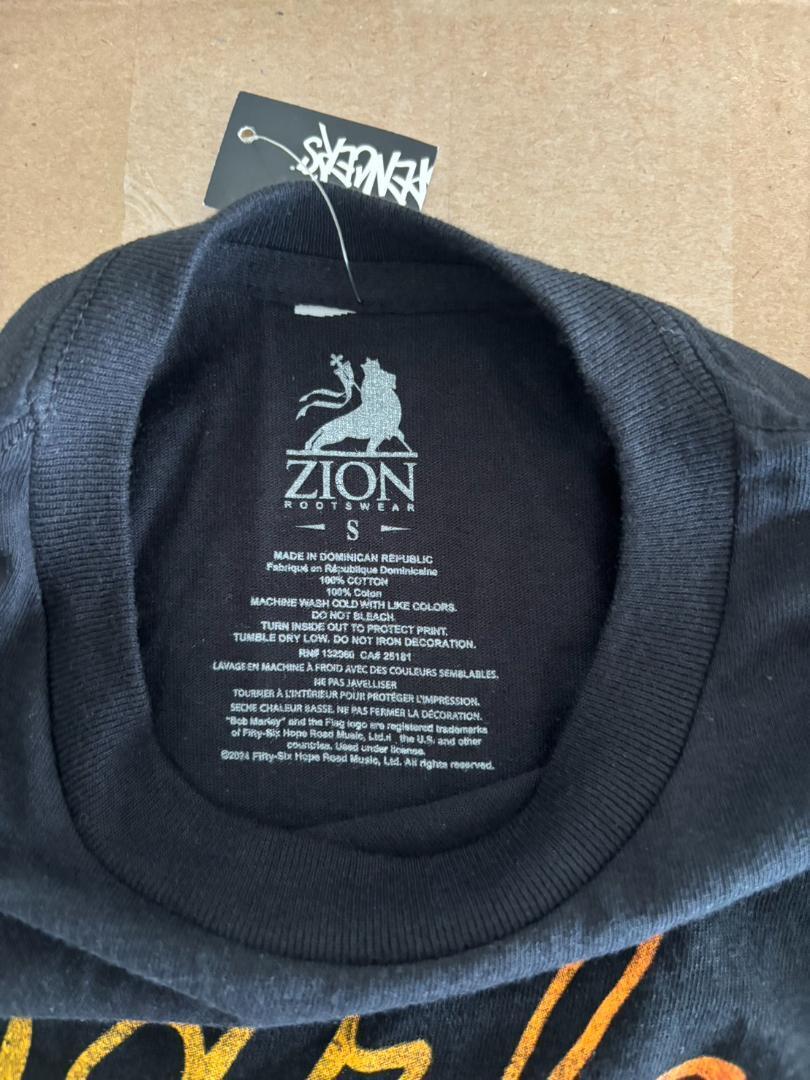 ZION
ROOTSWEAR
S
MADE IN DOMINICAN REPUBLIC
Fabriqué en République Dominicaine
100% COTTON
100% Coton
MACHINE WASH COLD WITH LIKE COLORS.
DO NOT BLEACH
TURN INSIDE OUT TO PROTECT PRINT.
TUMBLE DRY LOW. DO NOT IRON DECORATION.
RN# 132960 CA# 25181
LAVAGE EN MACHINE À FROID AVEC DES COULEURS SEMBLABLES.
NE PAS JAVELLISER
TOURNER À L'INTÉRIEUR POUR PROTÉGER L'IMPRESSION.
SECHE CHALEUR BASSE. NE PAS FERMER LA DÉCORATION.
"Bob Marley" and the Flag logo are registered trademarks
of Fifty-Six Hope Road Music, Ltd. the U.S. and other
countries. Used under license.
©2024 Fifty-Six Hope Road Music, Ltd. All rights reserved.